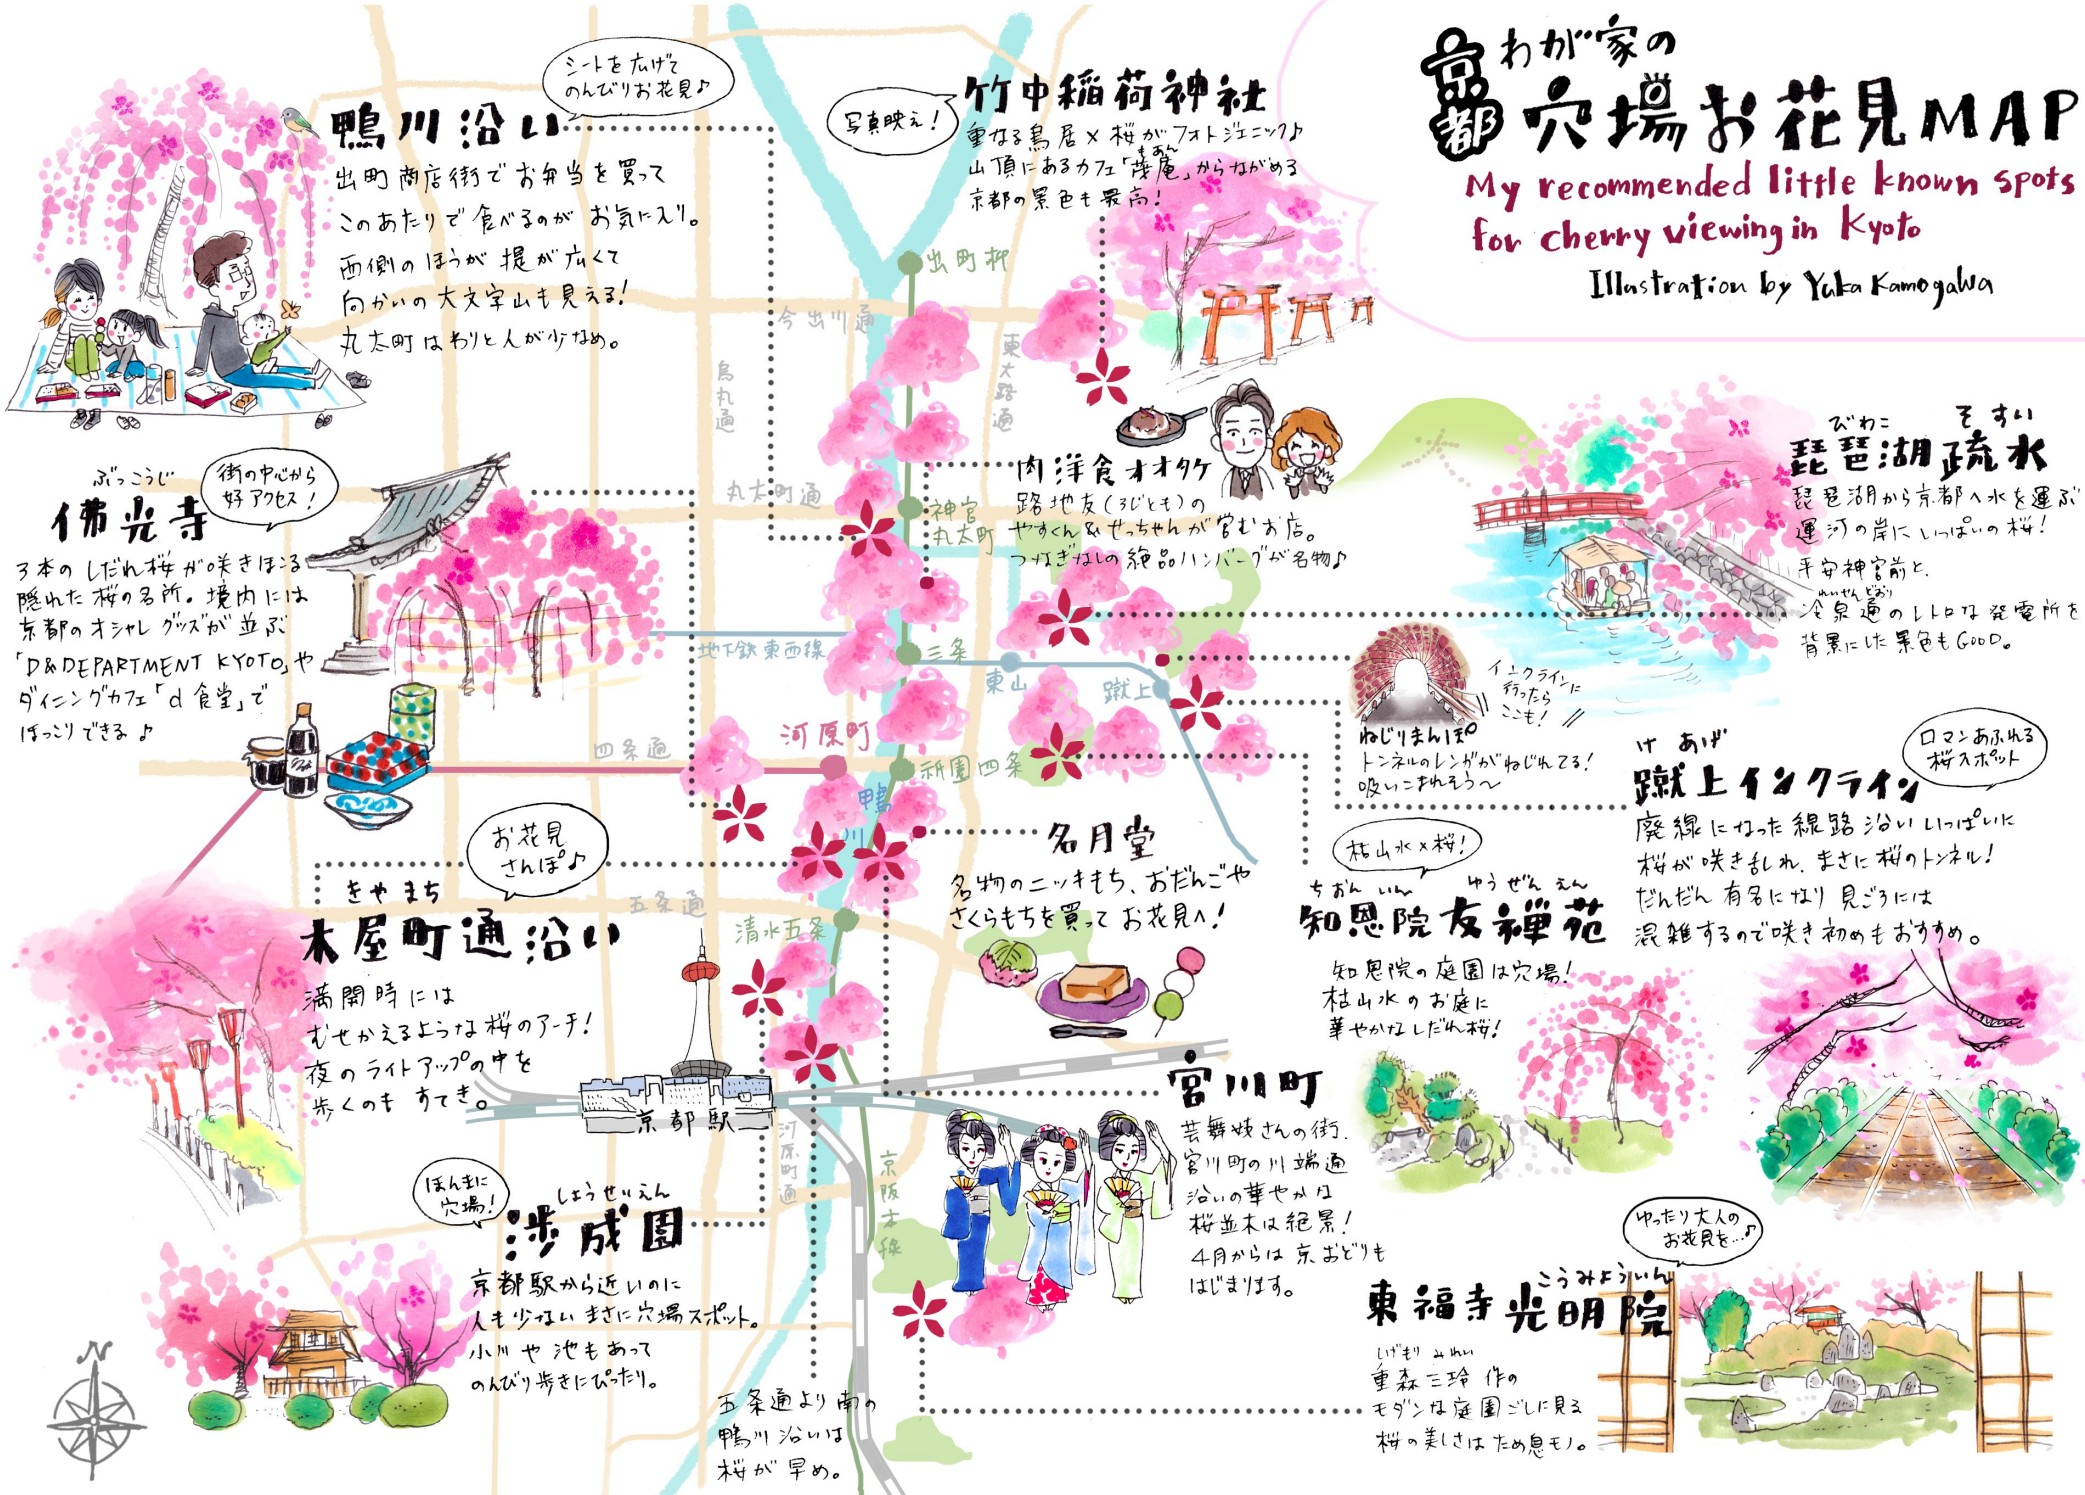 京都
わが家の
穴場お花見MAP
My recommended little known spots
for cherry viewing in Kyoto
Illustration by Yuka Kamogawa
シートを広げて
のんびりお花見♪
鴨川沿い
出町商店街でお弁当を買って
このあたりで食べるのがお気に入り。
西側のほうが堤が広くて
向かいの大文字山も見える!
丸太町はわりと人が少なめ。
写真映え!
竹中稲荷神社
重なる鳥居×桜がフォトジェニック♪
もあん
山頂にあるカフェ「茂庵」からながめる
京都の景色も最高!
出町柳
今出川通
東大路通
烏丸通
丸太町通
神宮
丸太町
肉洋食オオタケ
路地友(ろじとも)の
やすくん&せっちゃんが営むお店。
つなぎなしの絶品ハンバーグが名物♪
びわこ そすい
琵琶湖疏水
琵琶湖から京都へ水を運ぶ
運河の岸にいっぱいの桜!
平安神宮前と、
れいせんどおり
冷泉通のレトロな発電所を
背景にした景色もGOOD。
ぶっこうじ
佛光寺
街の中心から
好アクセス!
3本のしだれ桜が咲きほこる
隠れた桜の名所。境内には
京都のオシャレグッズが並ぶ
「D&DEPARTMENT KYOTO」や
ダイニングカフェ「d食堂」で
ほっこりできる♪
地下鉄東西線
三条
東山
蹴上
インクラインに
行ったら
ここも!
ねじりまんぽ
トンネルのレンガがねじれてる!
吸いこまれそう〜
河原町
四条通
祇園四条
鴨川
けあげ
蹴上インクライン
ロマンあふれる
桜スポット
廃線になった線路沿いいっぱいに
桜が咲き乱れ、まさに桜のトンネル!
だんだん有名になり見ごろには
混雑するので咲き初めもおすすめ。
お花見
さんぽ♪
きやまち
木屋町通沿い
満開時には
むせかえるような桜のアーチ!
夜のライトアップの中を
歩くのもすてき。
五条通
清水五条
名月堂
名物のニッキもち、おだんごや
さくらもちを買ってお花見へ!
枯山水×桜!
ちおんいん ゆうぜんえん
知恩院友禅苑
知恩院の庭園は穴場!
枯山水のお庭に
華やかなしだれ桜!
京都駅
河原町通
京阪本線
宮川町
芸舞妓さんの街、
宮川町の川端通
沿いの華やかな
桜並木は絶景!
4月からは京おどりも
はじまります。
ほんまに
穴場!
しょうせいえん
渉成園
京都駅から近いのに
人も少ないまさに穴場スポット。
小川や池もあって
のんびり歩きにぴったり。
五条通より南の
鴨川沿いは
桜が早め。
ゆったり大人の
お花見を…♪
こうみょういん
東福寺光明院
しげもり みれい
重森三玲作の
モダンな庭園ごしに見る
桜の美しさはため息モノ。
N